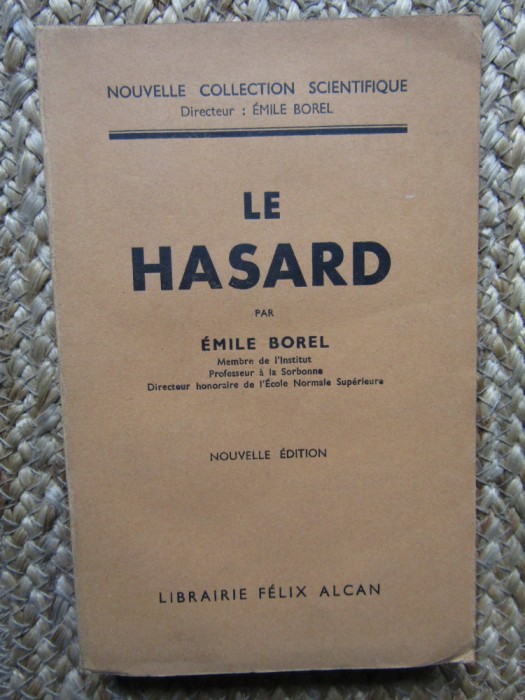 NOUVELLE COLLECTION SCIENTIFIQUE
Directeur : ÉMILE BOREL
LE
HASARD
PAR
ÉMILE BOREL
Membre de l'Institut
Professeur à la Sorbonne
Directeur honoraire de l'École Normale Supérieure
NOUVELLE ÉDITION
LIBRAIRIE FÉLIX ALCAN